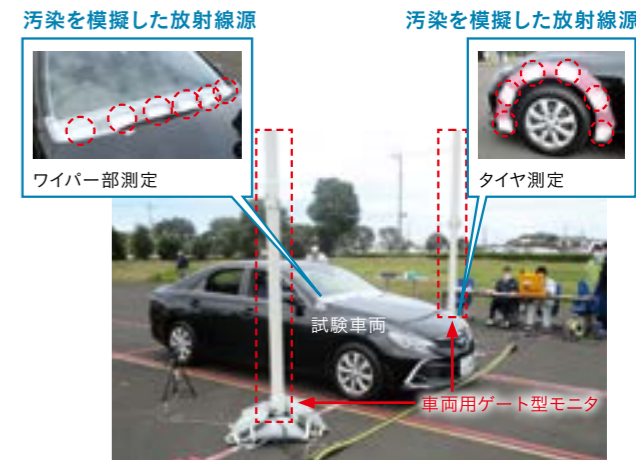 汚染を模擬した放射線源
汚染を模擬した放射線源
ワイパー部測定
タイヤ測定
試験車両
車両用ゲート型モニタ